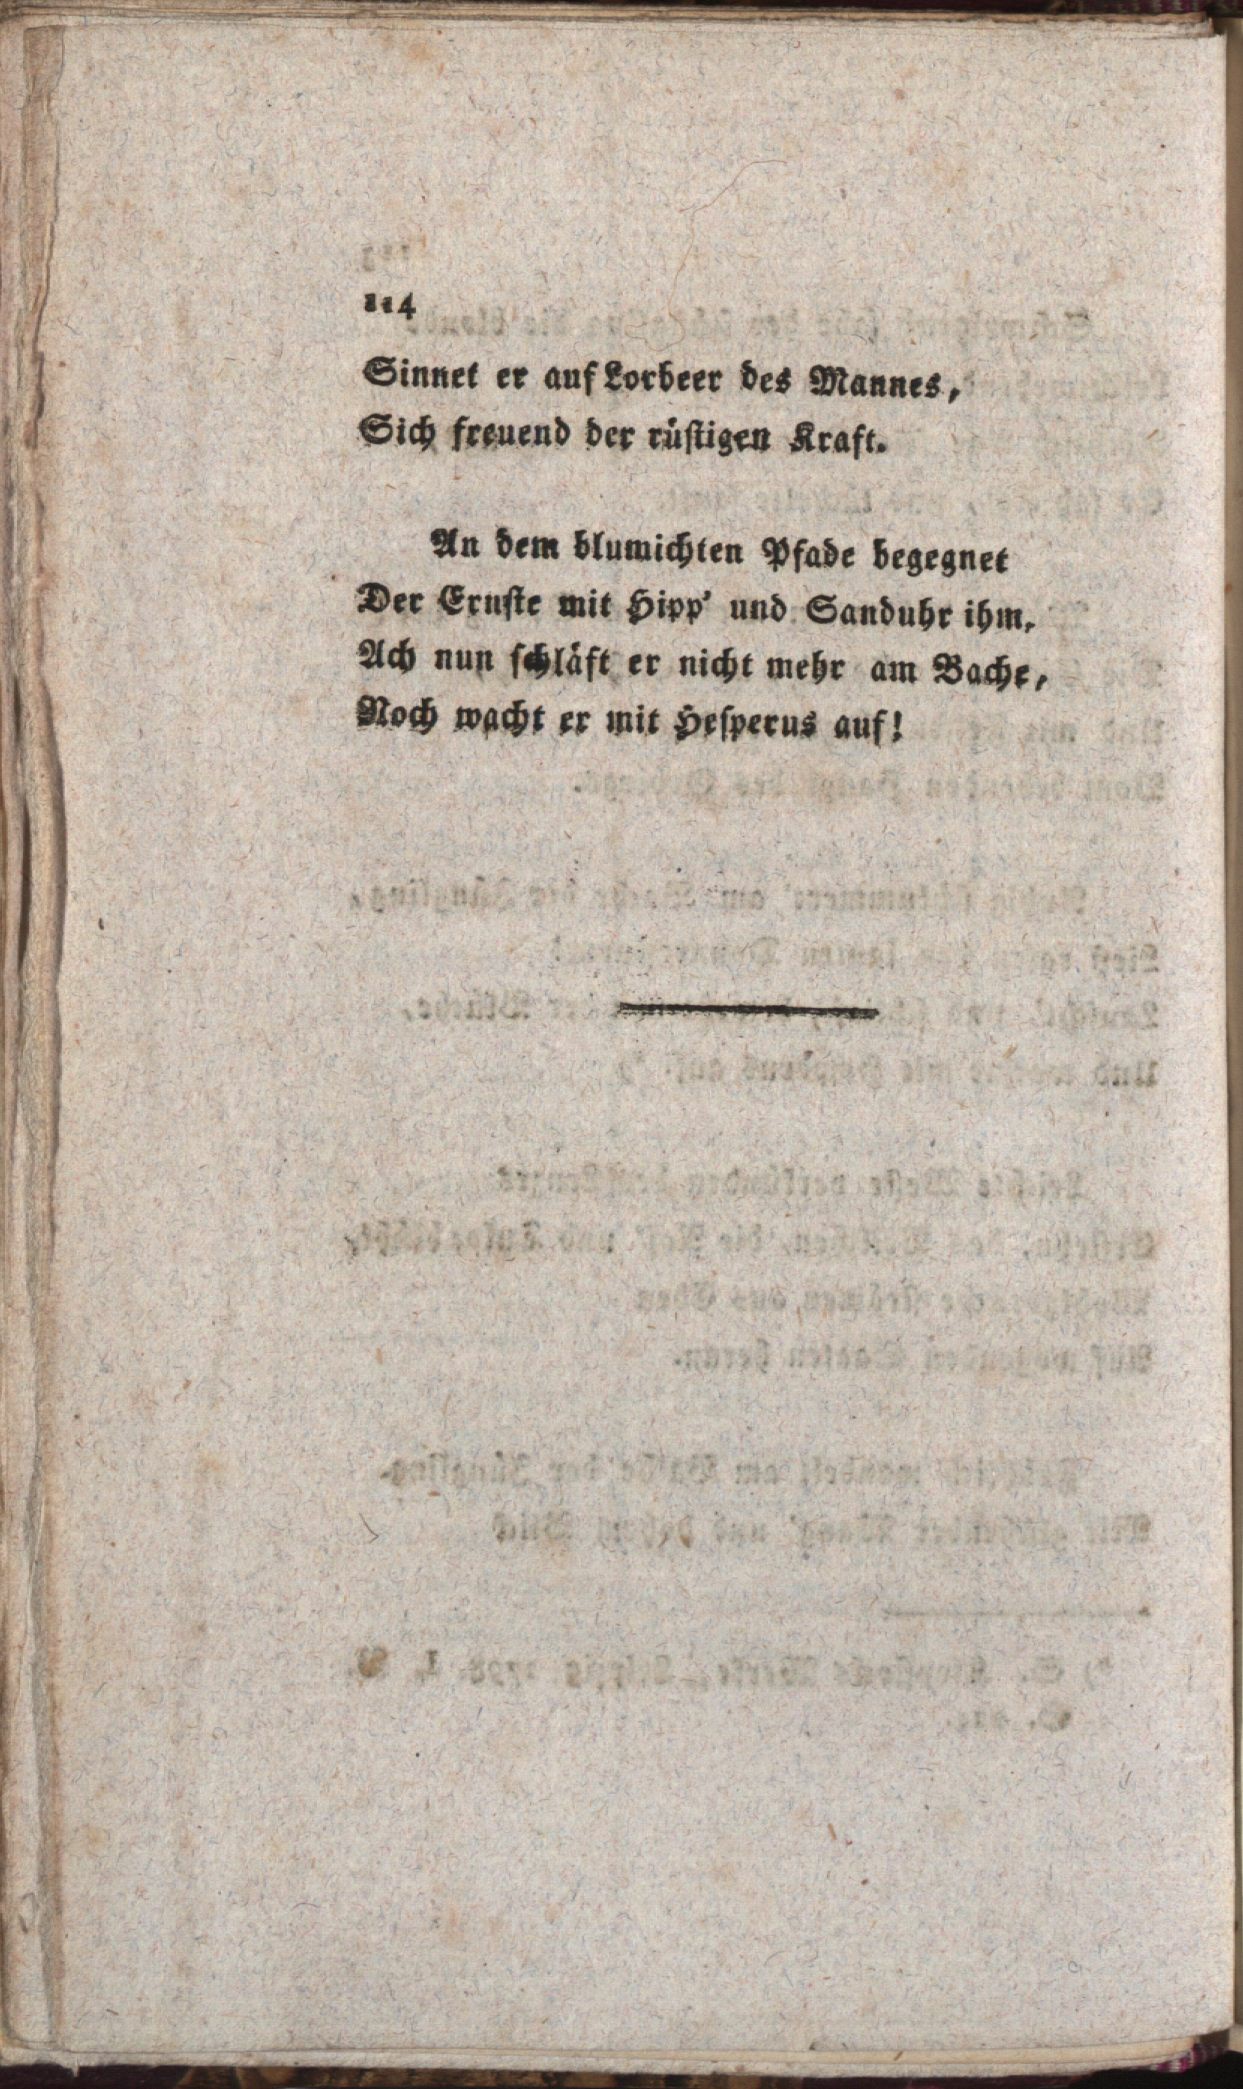 114
Sinnet er auf Lorbeer des Mannes,
Sich freuend der rüstigen Kraft.
An dem blumichten Pfade begegnet
Der Ernste mit Hipp' und Sanduhr ihm,
Ach nun schläft er nicht mehr am Bache,
Noch wacht er mit Hesperus auf!